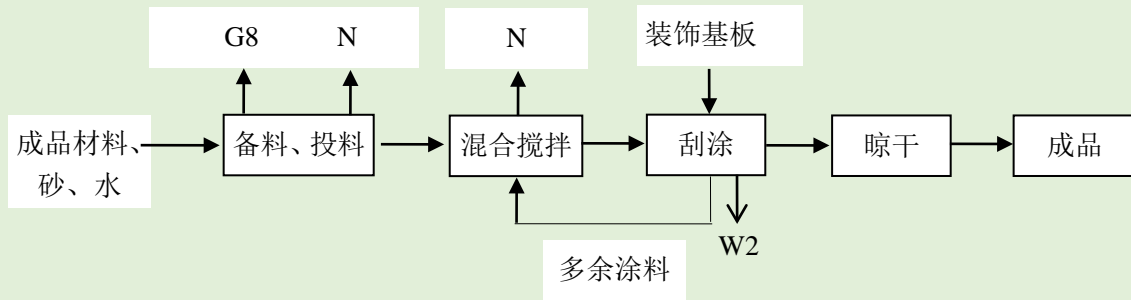 G8 N
N
装饰基板
成品材料、
砂、水
备料、投料
混合搅拌
刮涂
晾干
成品
W2
多余涂料